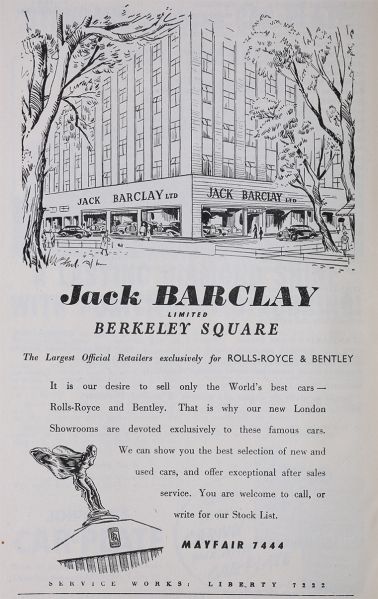 JACK BARCLAY LTD
JACK BARCLAY LTD
Jack BARCLAY
LIMITED
BERKELEY SQUARE
The Largest Official Retailers exclusively for ROLLS-ROYCE & BENTLEY
It is our desire to sell only the World's best cars —
Rolls-Royce and Bentley. That is why our new London
Showrooms are devoted exclusively to these famous cars.
We can show you the best selection of new and
used cars, and offer exceptional after sales
service. You are welcome to call, or
write for our Stock List.
RR
MAYFAIR 7444
SERVICE WORKS: LIBERTY 7222